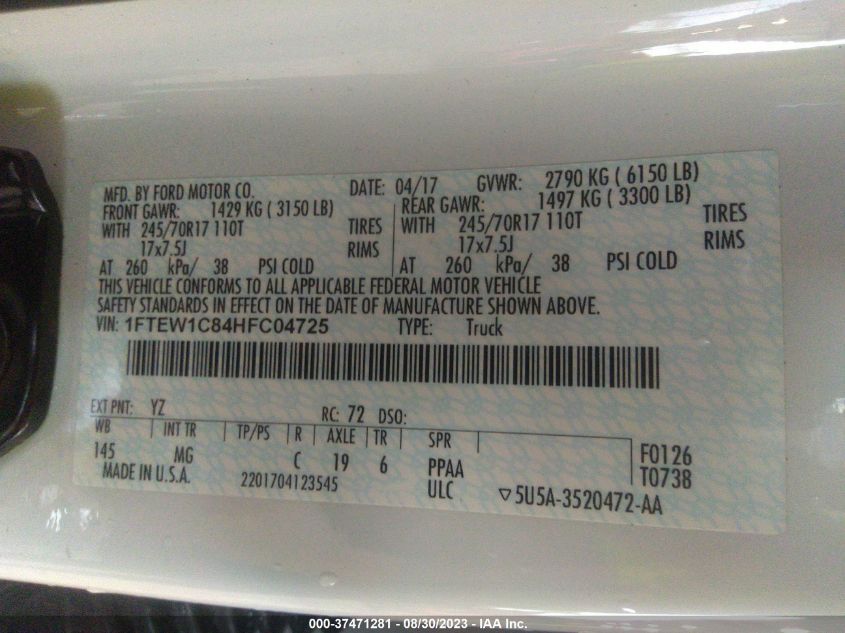 MFD. BY FORD MOTOR CO. DATE: 04/17 GVWR: 2790 KG ( 6150 LB)
FRONT GAWR: 1429 KG ( 3150 LB) REAR GAWR: 1497 KG ( 3300 LB)
WITH 245/70R17 110T TIRES WITH 245/70R17 110T TIRES
17x7.5J RIMS 17x7.5J RIMS
AT 260 kPa/ 38 PSI COLD AT 260 kPa/ 38 PSI COLD
THIS VEHICLE CONFORMS TO ALL APPLICABLE FEDERAL MOTOR VEHICLE
SAFETY STANDARDS IN EFFECT ON THE DATE OF MANUFACTURE SHOWN ABOVE.
VIN: 1FTEW1C84HFC04725 TYPE: Truck
EXT PNT: YZ RC: 72 DSO:
WB INT TR TP/PS R AXLE TR SPR
145 MG C 19 6 PPAA F0126
MADE IN U.S.A. 2201704123545 ULC T0738
▽5U5A-3520472-AA
000-37471281 - 08/30/2023 - IAA Inc.